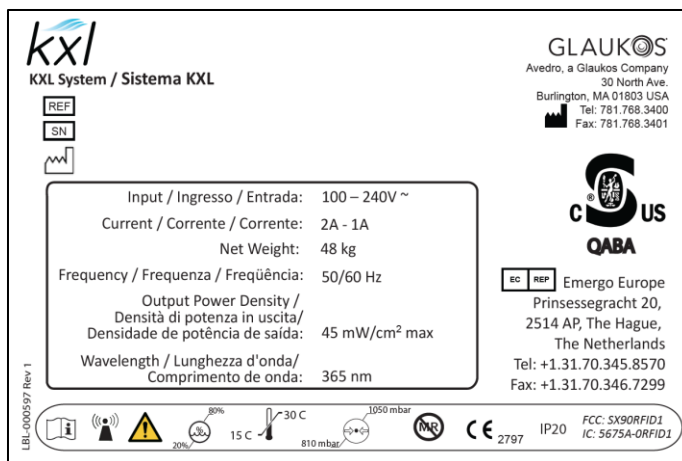 kxl
KXL System / Sistema KXL
REF
SN
GLAUKOS
Avedro, a Glaukos Company
30 North Ave.
Burlington, MA 01803 USA
Tel: 781.768.3400
Fax: 781.768.3401
Input / Ingresso / Entrada: 100 – 240V ~
Current / Corrente / Corrente: 2A - 1A
Net Weight: 48 kg
Frequency / Frequenza / Freqüência: 50/60 Hz
Output Power Density /
Densità di potenza in uscita/
Densidade de potência de saída: 45 mW/cm² max
Wavelength / Lunghezza d'onda/
Comprimento de onda: 365 nm
® C US
QABA
EC REP Emergo Europe
Prinsessegracht 20,
2514 AP, The Hague,
The Netherlands
Tel: +1.31.70.345.8570
Fax: +1.31.70.346.7299
LBL-000597 Rev 1
i
20% 80%
15 C 30 C
810 mbar 1050 mbar
MR
CE 2797
IP20
FCC: SX90RFID1
IC: 5675A-0RFID1